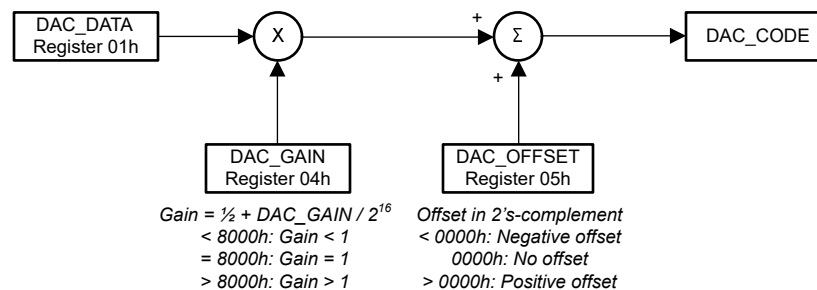 DAC_DATA
Register 01h
X
+
Σ
+
DAC_CODE
DAC_GAIN
Register 04h
DAC_OFFSET
Register 05h
Gain = ½ + DAC_GAIN / 2¹⁶
< 8000h: Gain < 1
= 8000h: Gain = 1
> 8000h: Gain > 1
Offset in 2's-complement
< 0000h: Negative offset
0000h: No offset
> 0000h: Positive offset